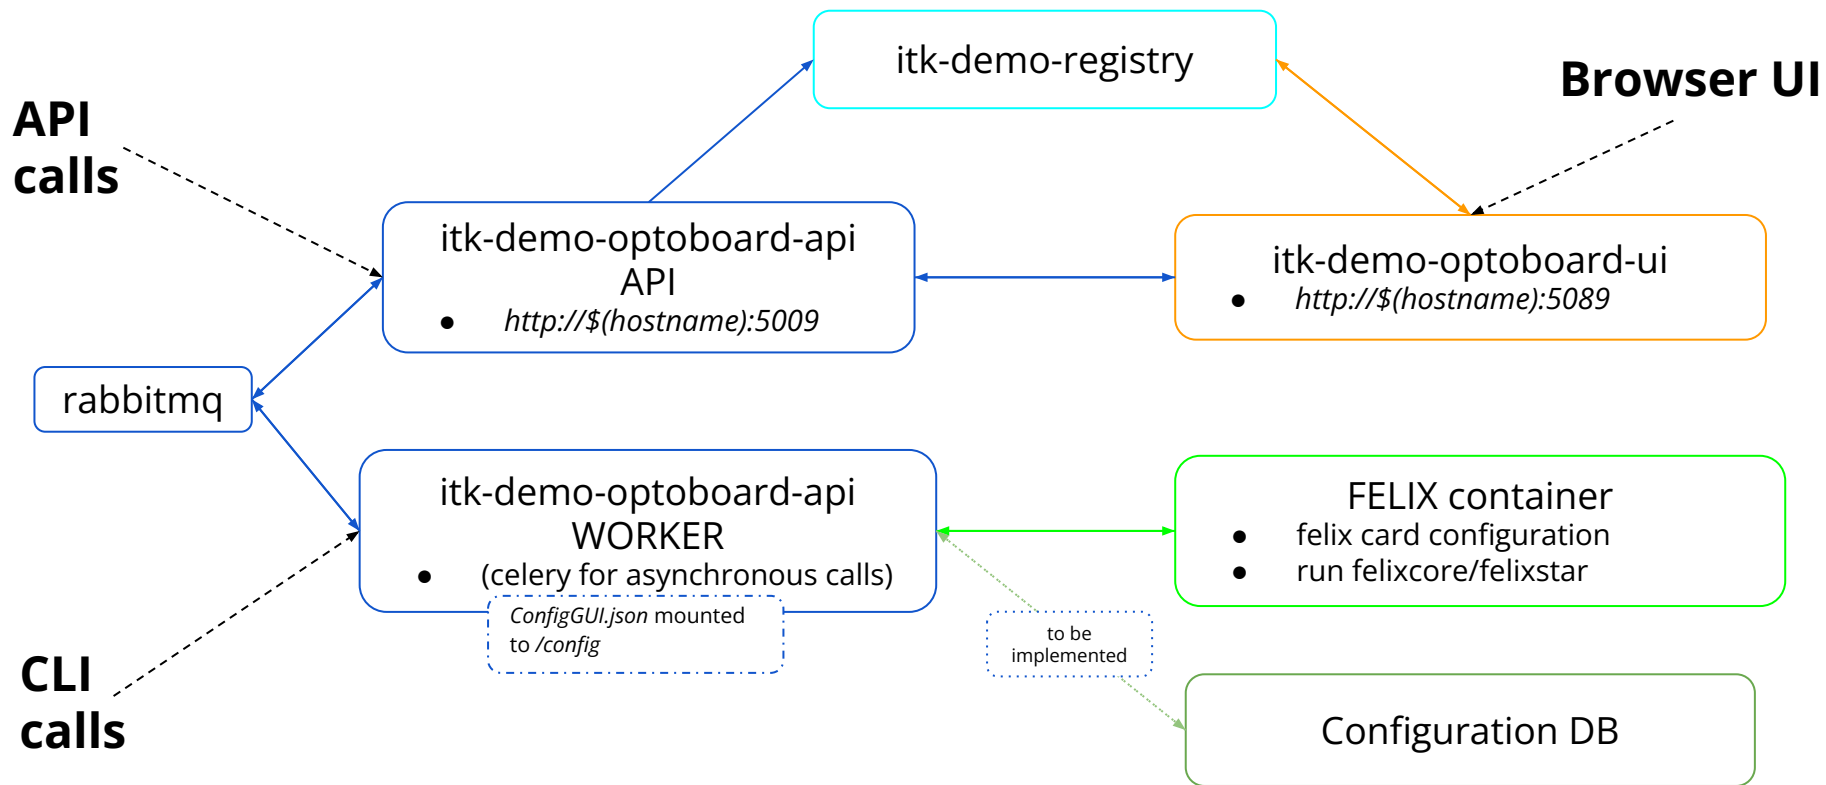 itk-demo-registry
Browser UI
API
calls
itk-demo-optoboard-api
API
● http://$(hostname):5009
itk-demo-optoboard-ui
● http://$(hostname):5089
rabbitmq
itk-demo-optoboard-api
WORKER
● (celery for asynchronous calls)
ConfigGUI.json mounted
to /config
FELIX container
● felix card configuration
● run felixcore/felixstar
to be
implemented
CLI
calls
Configuration DB